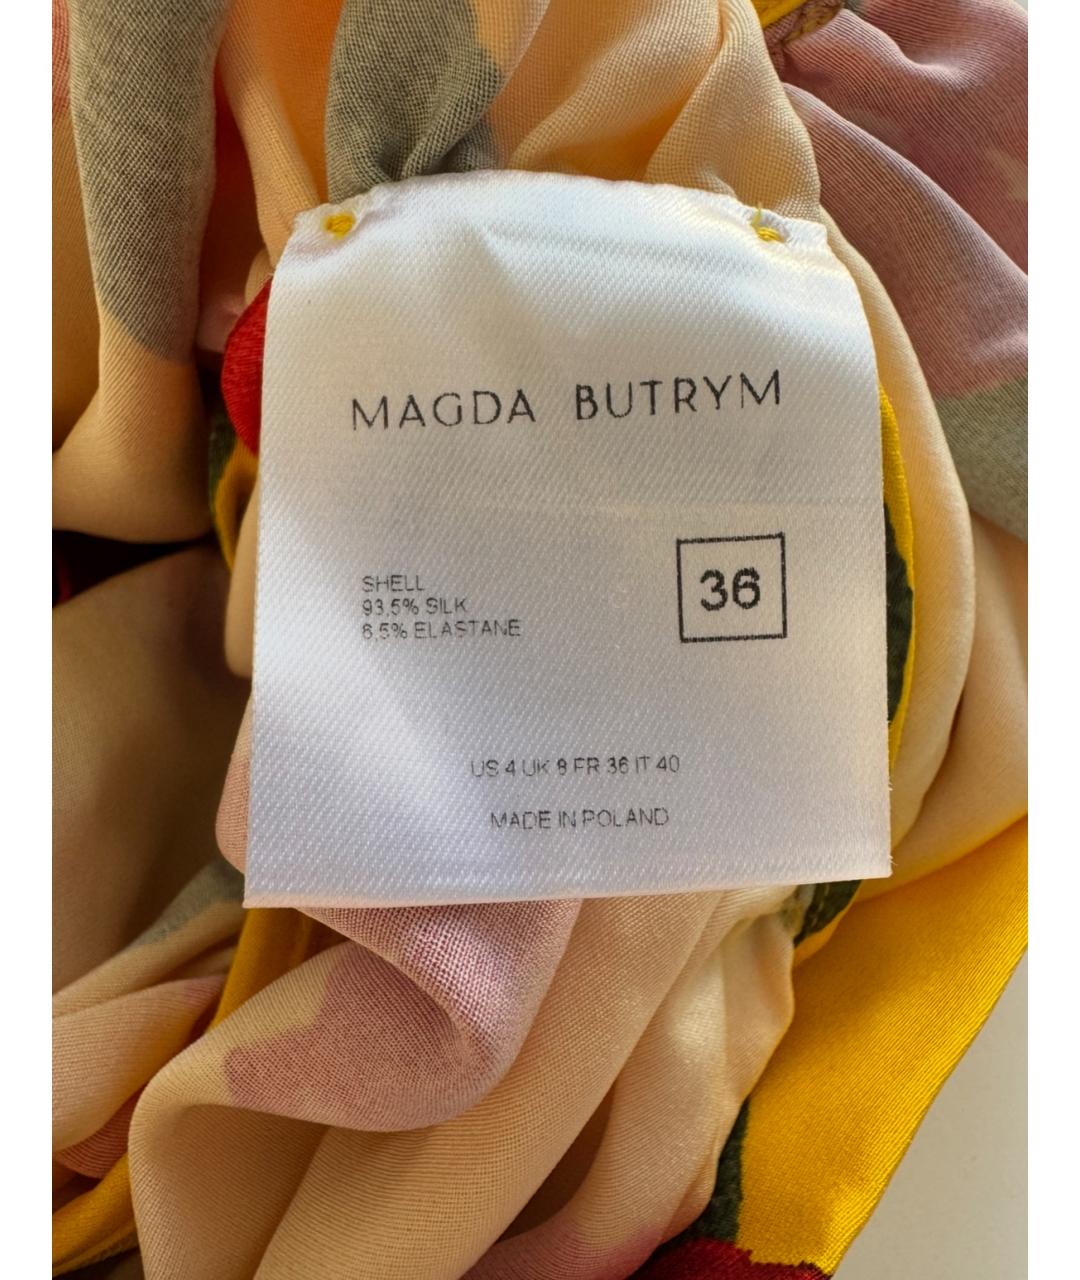 MAGDA BUTRYM
SHELL
93,5% SILK
6,5% ELASTANE
36
US 4 UK 8 FR 36 IT 40
MADE IN POLAND